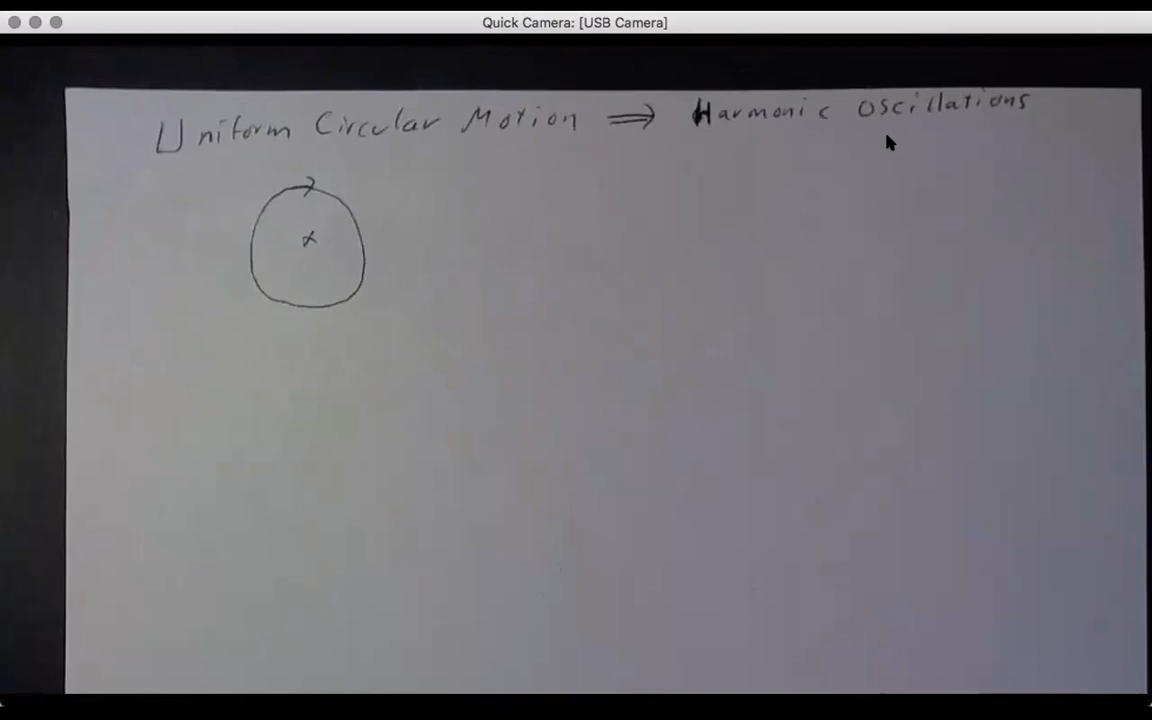 Quick Camera: [USB Camera]
Uniform Circular Motion ⇒ Harmonic Oscillations
x